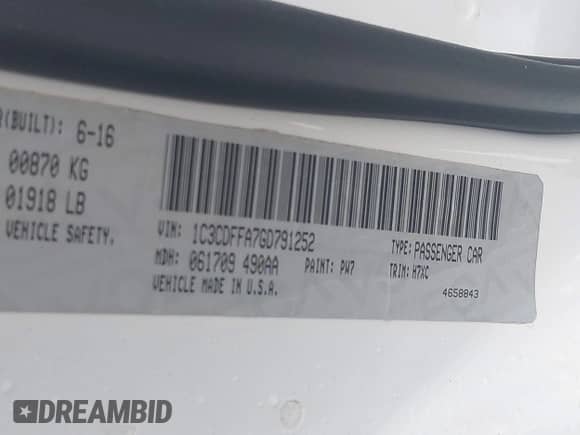 R(BUILT): 6-16
00870 KG
01918 LB
VEHICLE SAFETY.
VIN: 1C3CDFFA7GD791252
TYPE: PASSENGER CAR
MDH: 061709 490AA
PAINT: PW7
TRIM: H7XC
VEHICLE MADE IN U.S.A.
4658843
DREAMBID